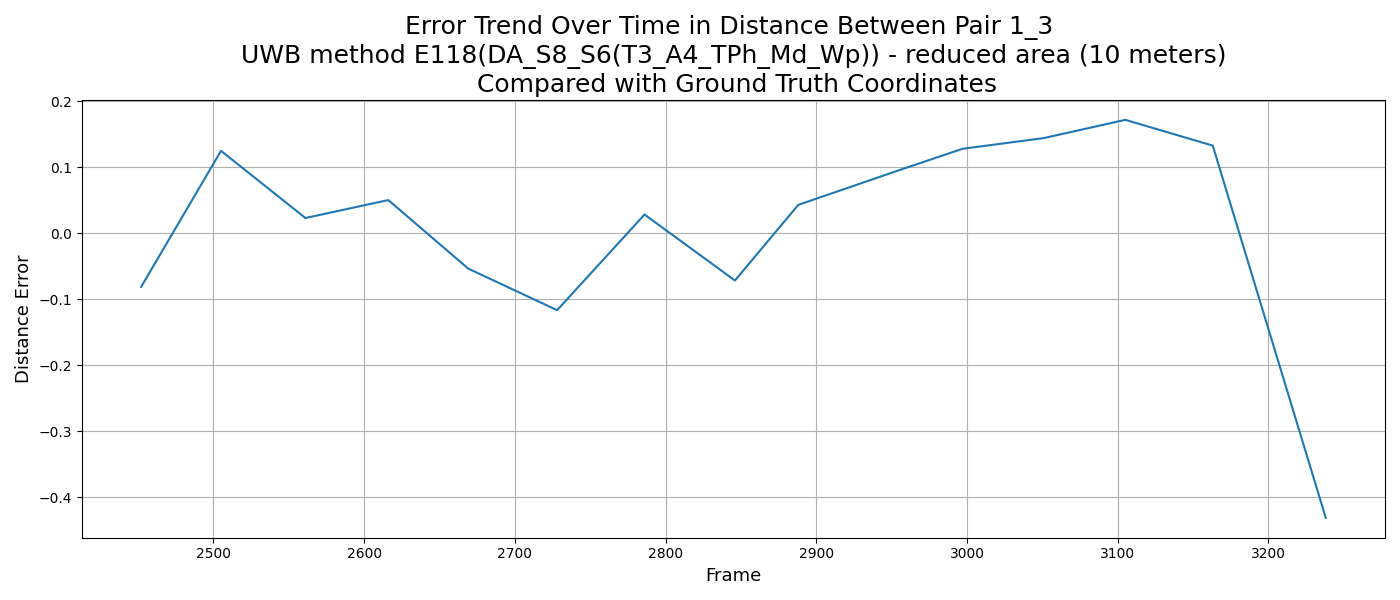 Error Trend Over Time in Distance Between Pair 1_3
UWB method E118(DA_S8_S6(T3_A4_TPh_Md_Wp)) - reduced area (10 meters)
Compared with Ground Truth Coordinates
0.2
0.1
0.0
−0.1
−0.2
−0.3
−0.4
Distance Error
2500 2600 2700 2800 2900 3000 3100 3200
Frame